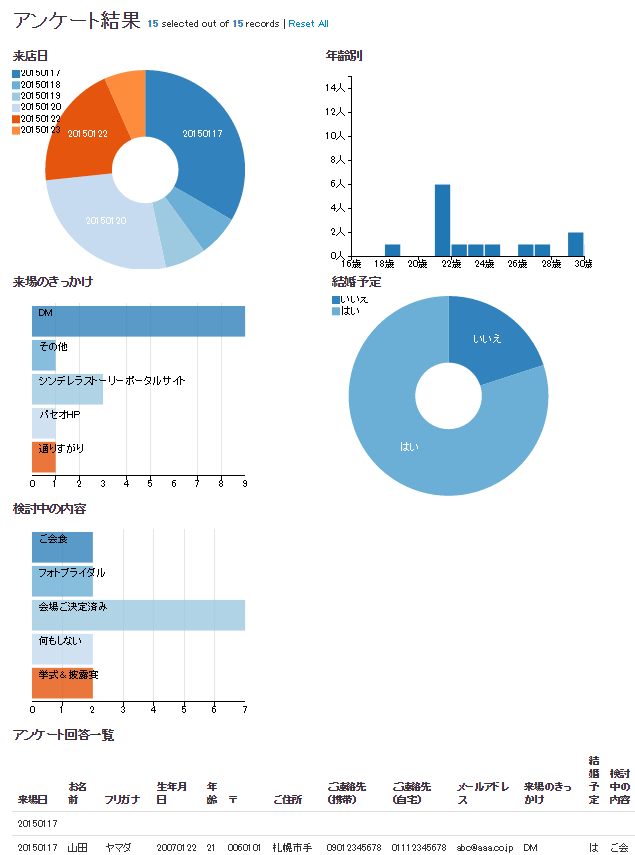 アンケート結果 15 selected out of 15 records | Reset All
来店日
20150117
20150118
20150119
20150120
20150122
20150123
20150117
20150122
20150120
年齢別
14人
12人
10人
8人
6人
4人
2人
0人
16歳 18歳 20歳 22歳 24歳 26歳 28歳 30歳
来場のきっかけ
DM
その他
シンデレラストーリーポータルサイト
パセオHP
通りすがり
0 1 2 3 4 5 6 7 8 9
結婚予定
いいえ
はい
いいえ
はい
検討中の内容
ご会食
フォトブライダル
会場ご決定済み
何もしない
挙式＆披露宴
0 1 2 3 4 5 6 7
アンケート回答一覧
来場日 お名前 フリガナ 生年月日 年齢 〒 ご住所 ご連絡先(携帯) ご連絡先(自宅) メールアドレス 来場のきっかけ 結婚予定 検討中の内容
20150117
20150117 山田 ヤマダ 20070122 21 0060101 札幌市手 09012345678 01112345678 abc@aaa.co.jp DM は ご会